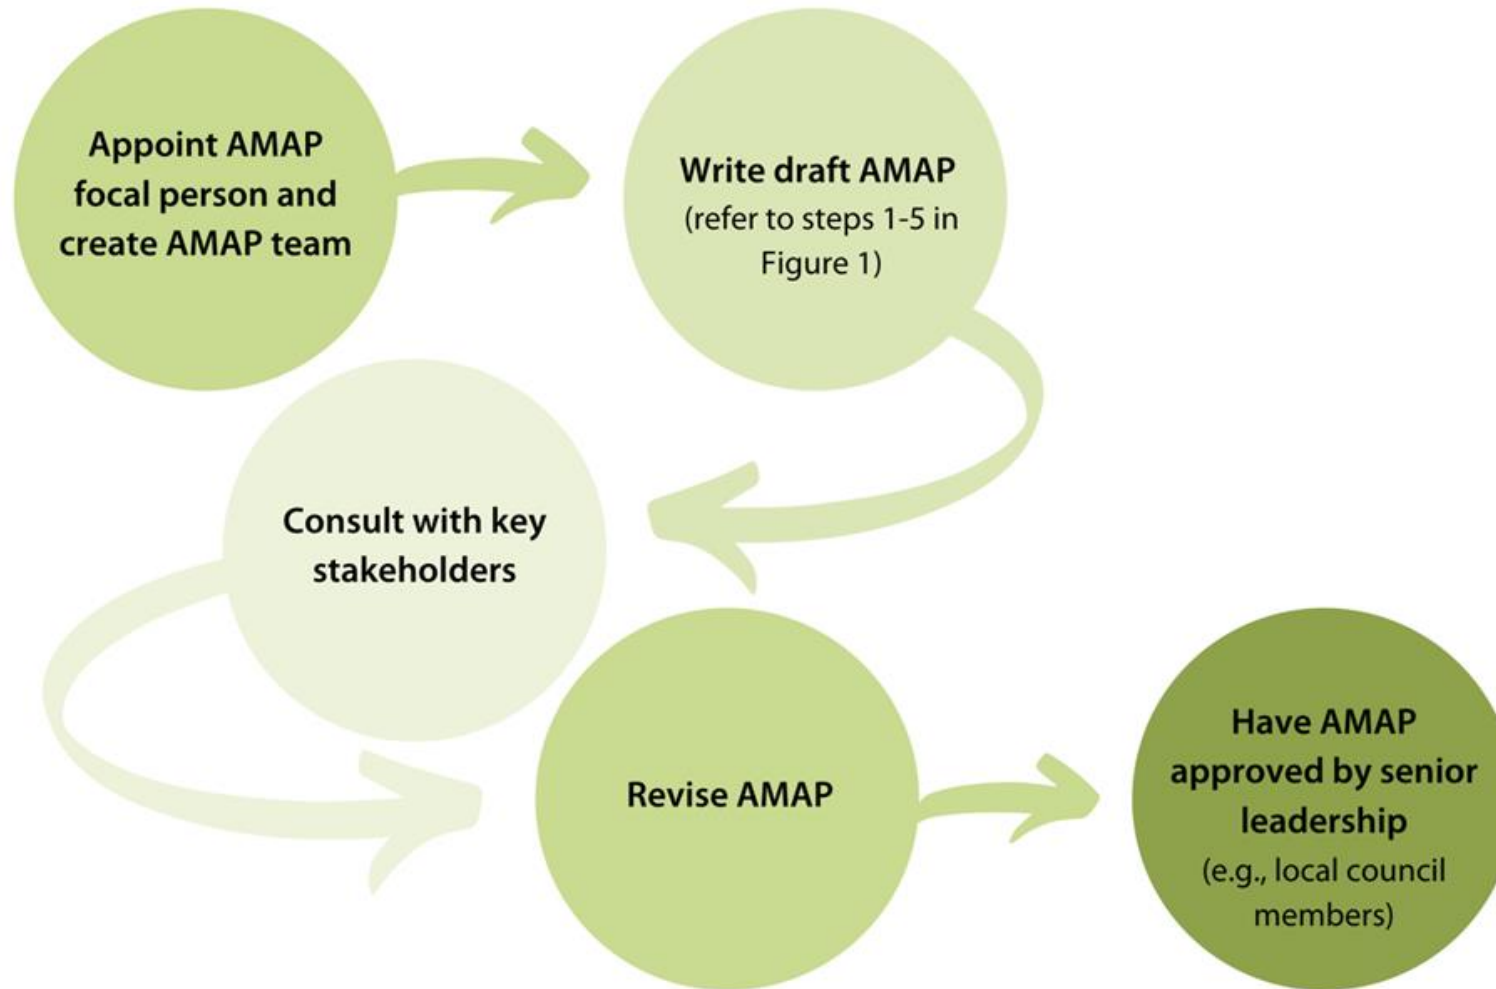 Appoint AMAP
focal person and
create AMAP team
Write draft AMAP
(refer to steps 1-5 in
Figure 1)
Consult with key
stakeholders
Revise AMAP
Have AMAP
approved by senior
leadership
(e.g., local council
members)